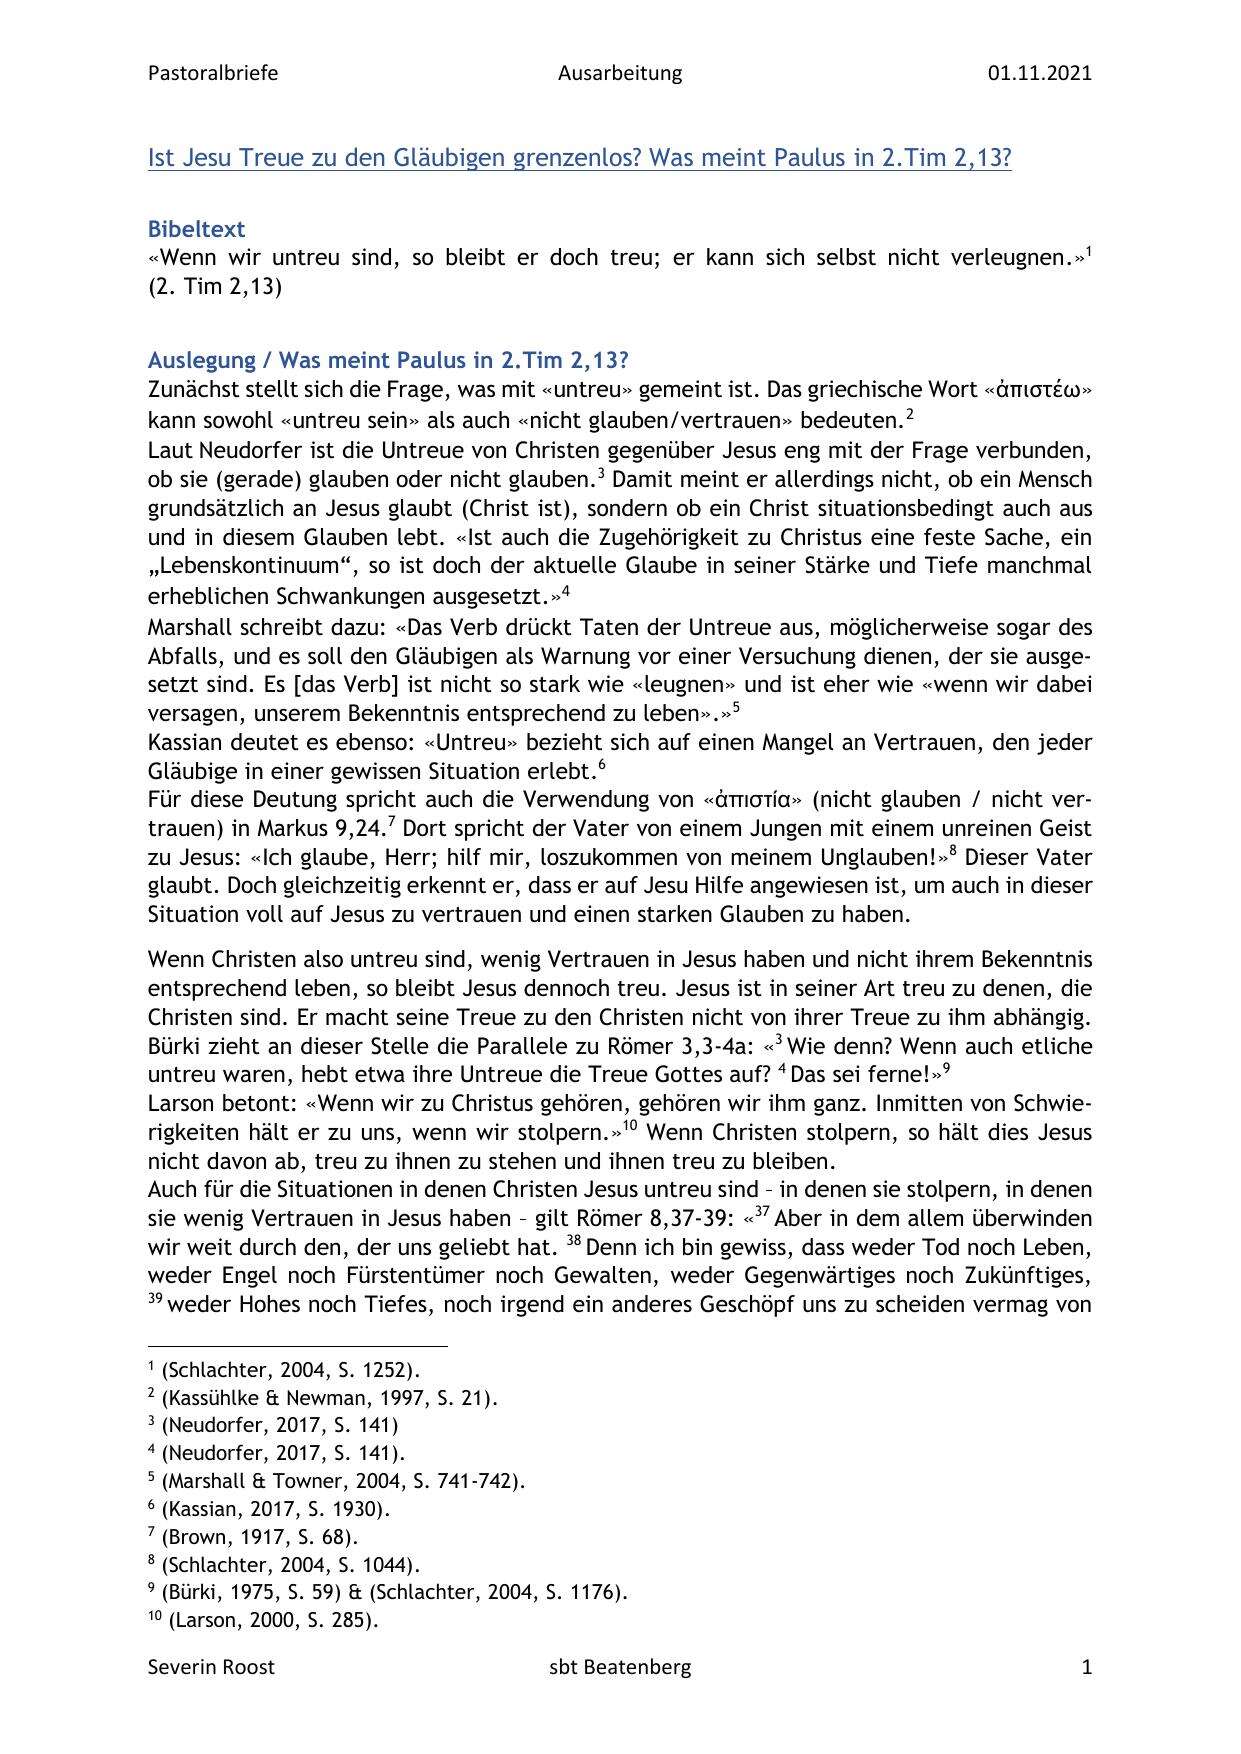 Pastoralbriefe Ausarbeitung 01.11.2021
Ist Jesu Treue zu den Gläubigen grenzenlos? Was meint Paulus in 2.Tim 2,13?
Bibeltext
«Wenn wir untreu sind, so bleibt er doch treu; er kann sich selbst nicht verleugnen.»¹
(2. Tim 2,13)
Auslegung / Was meint Paulus in 2.Tim 2,13?
Zunächst stellt sich die Frage, was mit «untreu» gemeint ist. Das griechische Wort «ἀπιστέω»
kann sowohl «untreu sein» als auch «nicht glauben/vertrauen» bedeuten.²
Laut Neudorfer ist die Untreue von Christen gegenüber Jesus eng mit der Frage verbunden,
ob sie (gerade) glauben oder nicht glauben.³ Damit meint er allerdings nicht, ob ein Mensch
grundsätzlich an Jesus glaubt (Christ ist), sondern ob ein Christ situationsbedingt auch aus
und in diesem Glauben lebt. «Ist auch die Zugehörigkeit zu Christus eine feste Sache, ein
„Lebenskontinuum“, so ist doch der aktuelle Glaube in seiner Stärke und Tiefe manchmal
erheblichen Schwankungen ausgesetzt.»⁴
Marshall schreibt dazu: «Das Verb drückt Taten der Untreue aus, möglicherweise sogar des
Abfalls, und es soll den Gläubigen als Warnung vor einer Versuchung dienen, der sie ausge-
setzt sind. Es [das Verb] ist nicht so stark wie «leugnen» und ist eher wie «wenn wir dabei
versagen, unserem Bekenntnis entsprechend zu leben».»⁵
Kassian deutet es ebenso: «Untreu» bezieht sich auf einen Mangel an Vertrauen, den jeder
Gläubige in einer gewissen Situation erlebt.⁶
Für diese Deutung spricht auch die Verwendung von «ἀπιστία» (nicht glauben / nicht ver-
trauen) in Markus 9,24.⁷ Dort spricht der Vater von einem Jungen mit einem unreinen Geist
zu Jesus: «Ich glaube, Herr; hilf mir, loszukommen von meinem Unglauben!»⁸ Dieser Vater
glaubt. Doch gleichzeitig erkennt er, dass er auf Jesu Hilfe angewiesen ist, um auch in dieser
Situation voll auf Jesus zu vertrauen und einen starken Glauben zu haben.
Wenn Christen also untreu sind, wenig Vertrauen in Jesus haben und nicht ihrem Bekenntnis
entsprechend leben, so bleibt Jesus dennoch treu. Jesus ist in seiner Art treu zu denen, die
Christen sind. Er macht seine Treue zu den Christen nicht von ihrer Treue zu ihm abhängig.
Bürki zieht an dieser Stelle die Parallele zu Römer 3,3-4a: «³ Wie denn? Wenn auch etliche
untreu waren, hebt etwa ihre Untreue die Treue Gottes auf? ⁴ Das sei ferne!»⁹
Larson betont: «Wenn wir zu Christus gehören, gehören wir ihm ganz. Inmitten von Schwie-
rigkeiten hält er zu uns, wenn wir stolpern.»¹⁰ Wenn Christen stolpern, so hält dies Jesus
nicht davon ab, treu zu ihnen zu stehen und ihnen treu zu bleiben.
Auch für die Situationen in denen Christen Jesus untreu sind – in denen sie stolpern, in denen
sie wenig Vertrauen in Jesus haben – gilt Römer 8,37-39: «³⁷ Aber in dem allem überwinden
wir weit durch den, der uns geliebt hat. ³⁸ Denn ich bin gewiss, dass weder Tod noch Leben,
weder Engel noch Fürstentümer noch Gewalten, weder Gegenwärtiges noch Zukünftiges,
³⁹ weder Hohes noch Tiefes, noch irgend ein anderes Geschöpf uns zu scheiden vermag von
¹ (Schlachter, 2004, S. 1252).
² (Kassühlke & Newman, 1997, S. 21).
³ (Neudorfer, 2017, S. 141)
⁴ (Neudorfer, 2017, S. 141).
⁵ (Marshall & Towner, 2004, S. 741-742).
⁶ (Kassian, 2017, S. 1930).
⁷ (Brown, 1917, S. 68).
⁸ (Schlachter, 2004, S. 1044).
⁹ (Bürki, 1975, S. 59) & (Schlachter, 2004, S. 1176).
¹⁰ (Larson, 2000, S. 285).
Severin Roost sbt Beatenberg 1